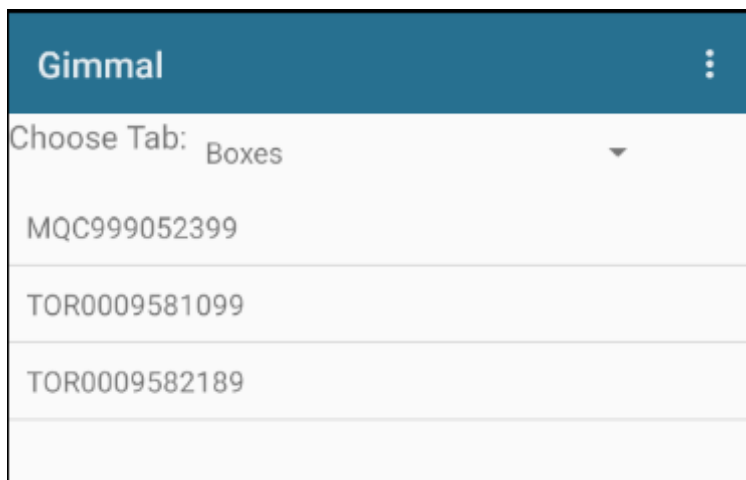 Gimmal
Choose Tab: Boxes
MQC999052399
TOR0009581099
TOR0009582189